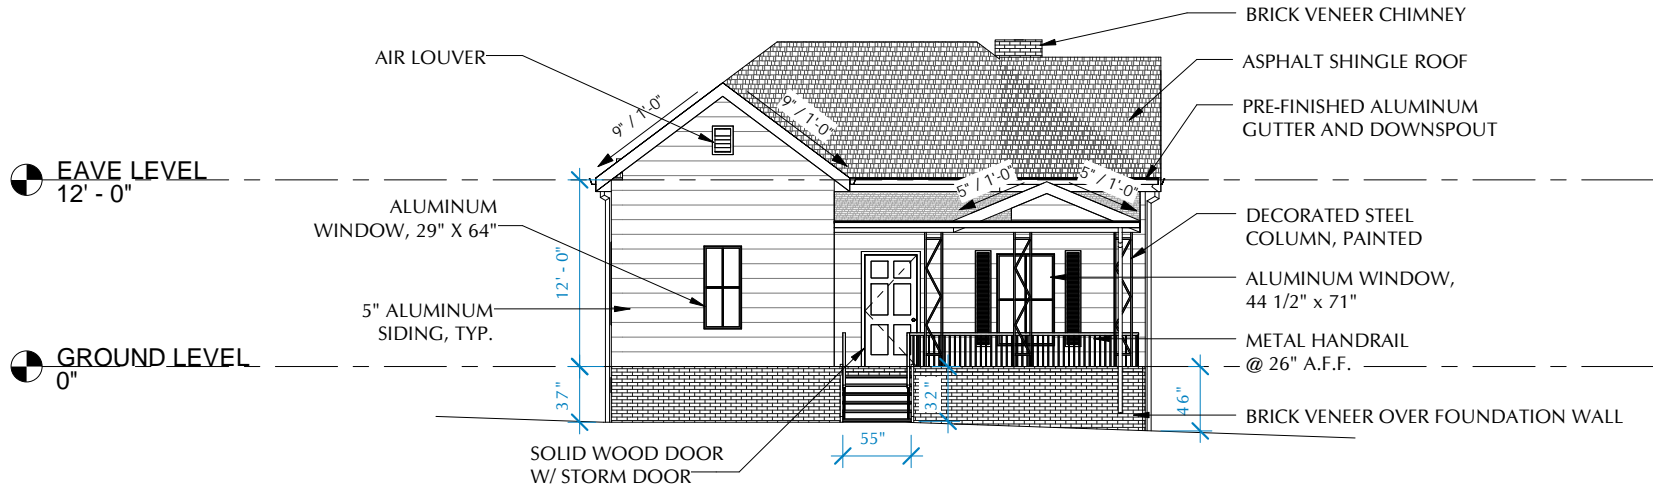 BRICK VENEER CHIMNEY
AIR LOUVER
ASPHALT SHINGLE ROOF
9" / 1'-0"
9" / 1'-0"
PRE-FINISHED ALUMINUM
GUTTER AND DOWNSPOUT
EAVE LEVEL
12' - 0"
5" / 1'-0"
5" / 1'-0"
ALUMINUM
WINDOW, 29" X 64"
DECORATED STEEL
COLUMN, PAINTED
12' - 0"
ALUMINUM WINDOW,
44 1/2" x 71"
5" ALUMINUM
SIDING, TYP.
METAL HANDRAIL
@ 26" A.F.F.
GROUND LEVEL
0"
37"
32"
46"
BRICK VENEER OVER FOUNDATION WALL
55"
SOLID WOOD DOOR
W/ STORM DOOR